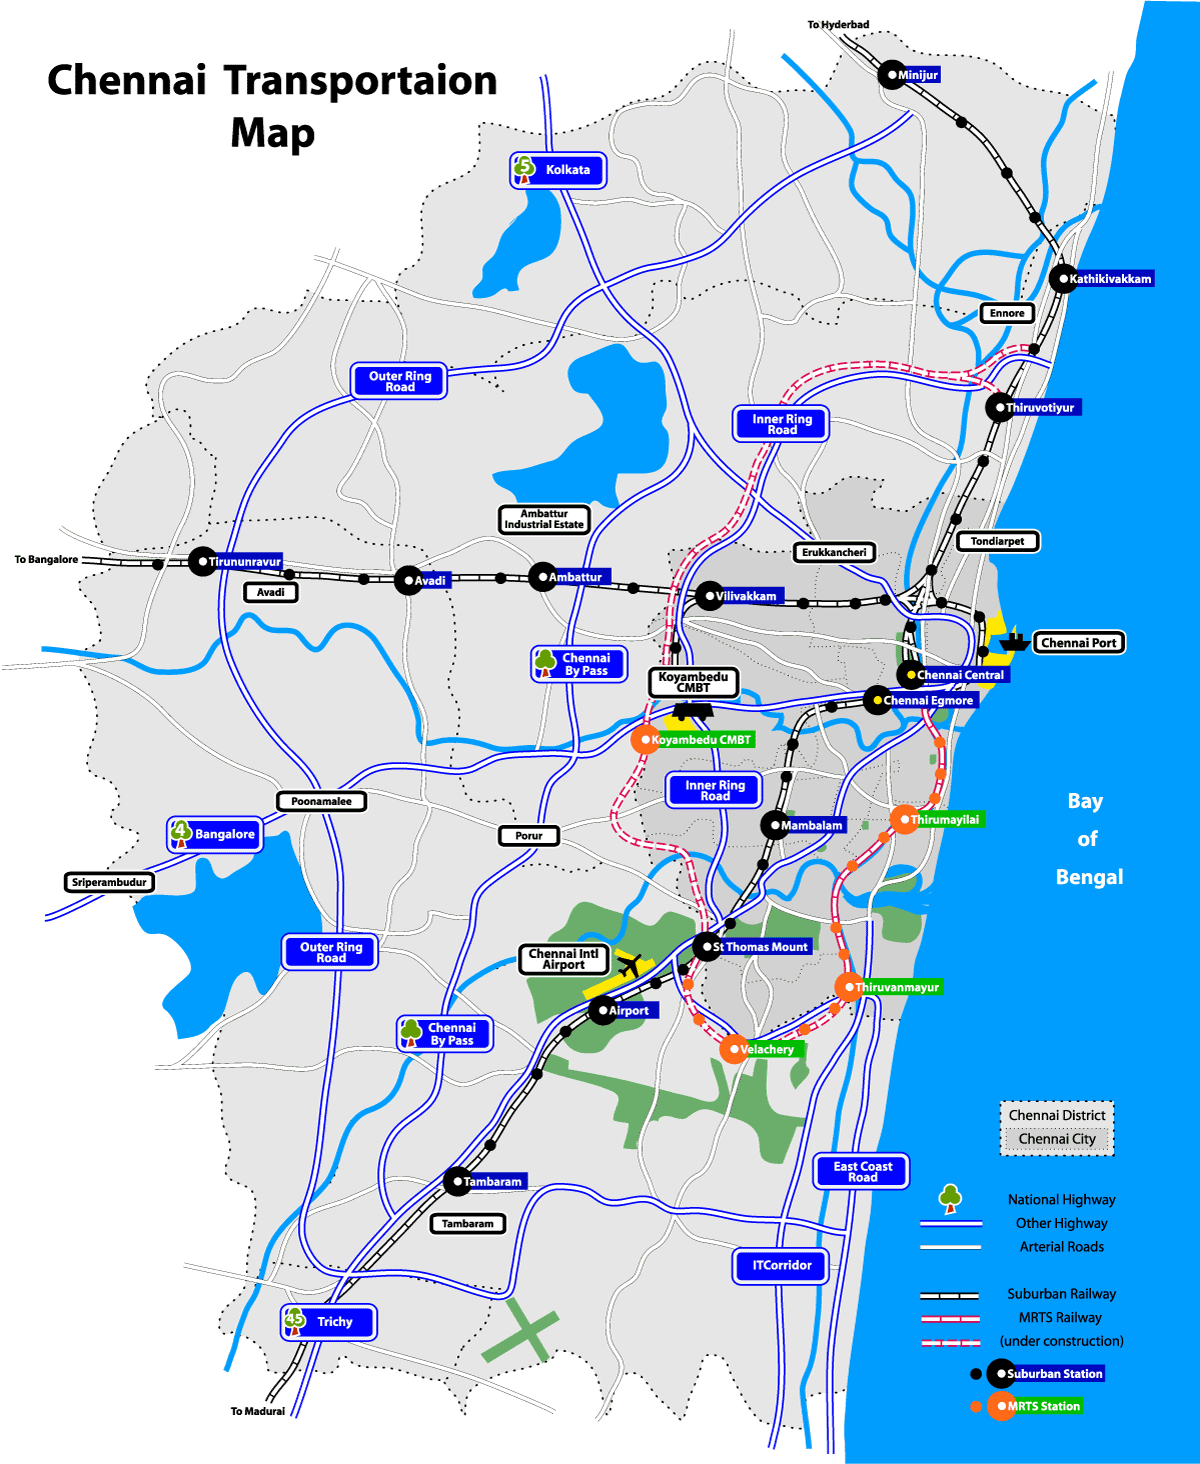 To Hyderbad
Chennai Transportaion
Map
Minijur
5
Kolkata
Kathikivakkam
Ennore
Outer Ring
Road
Thiruvotiyur
Inner Ring
Road
Ambattur
Industrial Estate
Tondiarpet
Erukkancheri
To Bangalore
Tirununravur
Avadi
Ambattur
Avadi
Vilivakkam
Chennai Port
Chennai
By Pass
Koyambedu
CMBT
Chennai Central
Chennai Egmore
Koyambedu CMBT
Inner Ring
Road
Poonamalee
Bay
of
Bengal
Thirumayilai
Mambalam
4
Bangalore
Porur
Sriperambudur
Outer Ring
Road
St Thomas Mount
Chennai Intl
Airport
Thiruvanmayur
Airport
Chennai
By Pass
Velachery
Chennai District
Chennai City
East Coast
Road
Tambaram
Tambaram
National Highway
Other Highway
Arterial Roads
ITCorridor
Suburban Railway
MRTS Railway
(under construction)
45
Trichy
Suburban Station
MRTS Station
To Madurai